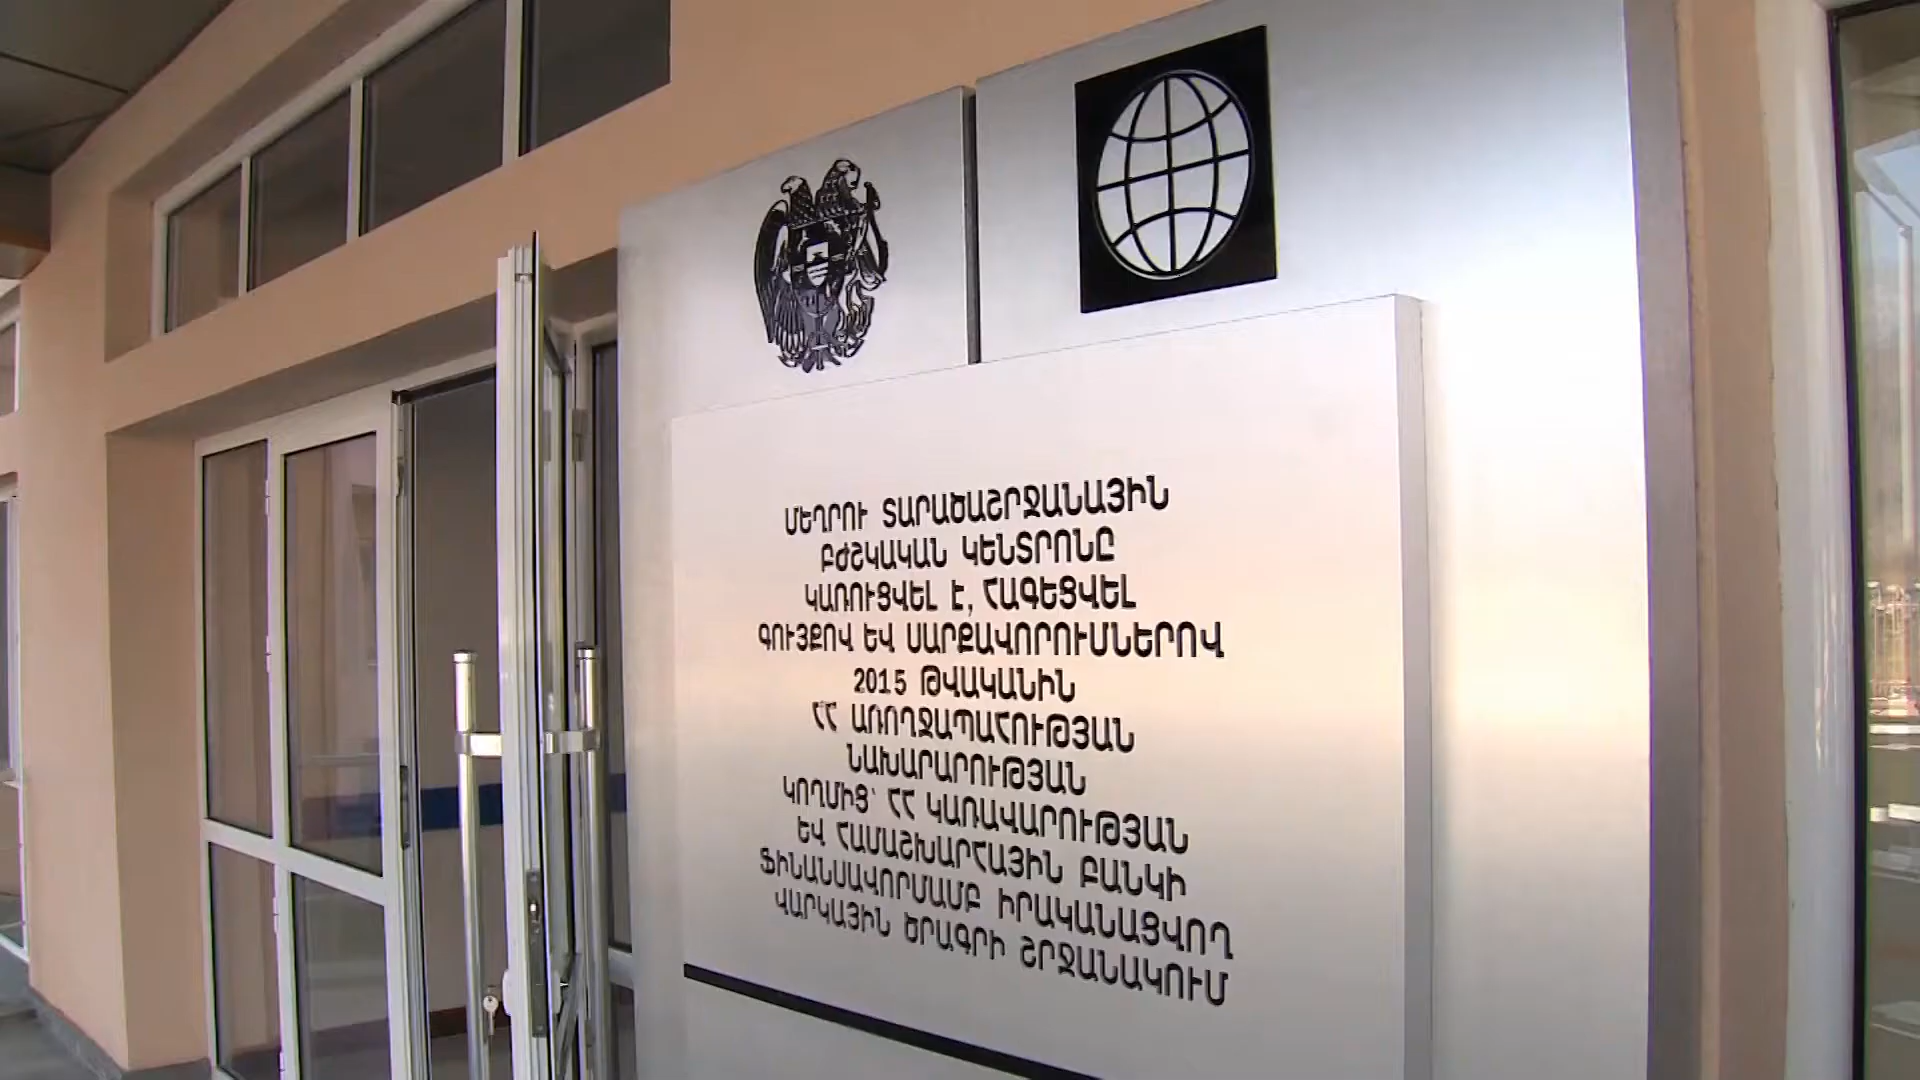 ՄԵՂՐՈՒ ՏԱՐԱԾԱՇՐՋԱՆԱՅԻՆ
ԲԺՇԿԱԿԱՆ ԿԵՆՏՐՈՆԸ
ԿԱՌՈՒՑՎԵԼ Է, ՀԱԳԵՑՎԵԼ
ԳՈՒՅՔՈՎ ԵՎ ՍԱՐՔԱՎՈՐՈՒՄՆԵՐՈՎ
2015 ԹՎԱԿԱՆԻՆ
ՀՀ ԱՌՈՂՋԱՊԱՀՈՒԹՅԱՆ
ՆԱԽԱՐԱՐՈՒԹՅԱՆ
ԿՈՂՄԻՑ՝ ՀՀ ԿԱՌԱՎԱՐՈՒԹՅԱՆ
ԵՎ ՀԱՄԱՇԽԱՐՀԱՅԻՆ ԲԱՆԿԻ
ՖԻՆԱՆՍԱՎՈՐՄԱՄԲ ԻՐԱԿԱՆԱՑՎՈՂ
ՎԱՐԿԱՅԻՆ ԾՐԱԳՐԻ ՇՐՋԱՆԱԿՈՒՄ